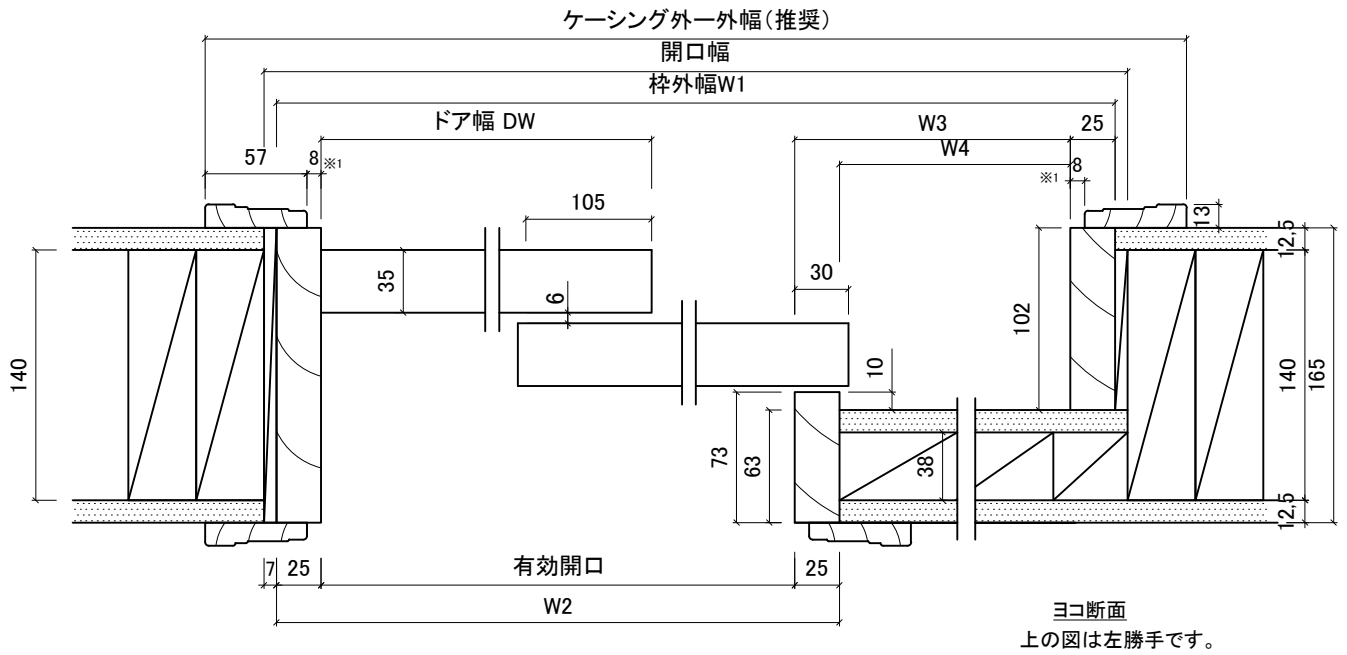 ケーシング外ー外幅(推奨)
開口幅
枠外幅W1
ドア幅 DW
W3
25
57
8
※1
W4
※1
8
105
13
12,5
30
35
6
102
140
10
140
165
73
63
38
12,5
7
25
有効開口
25
W2
ヨコ断面
上の図は左勝手です。